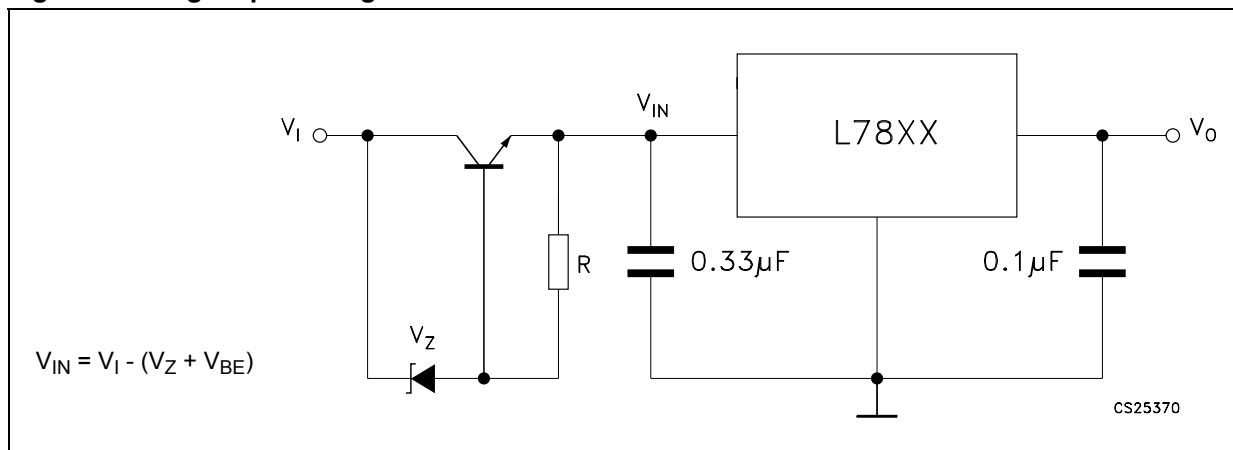 V_IN
V_I
L78XX
V_O
R
0.33µF
0.1µF
V_Z
V_IN = V_I - (V_Z + V_BE)
CS25370